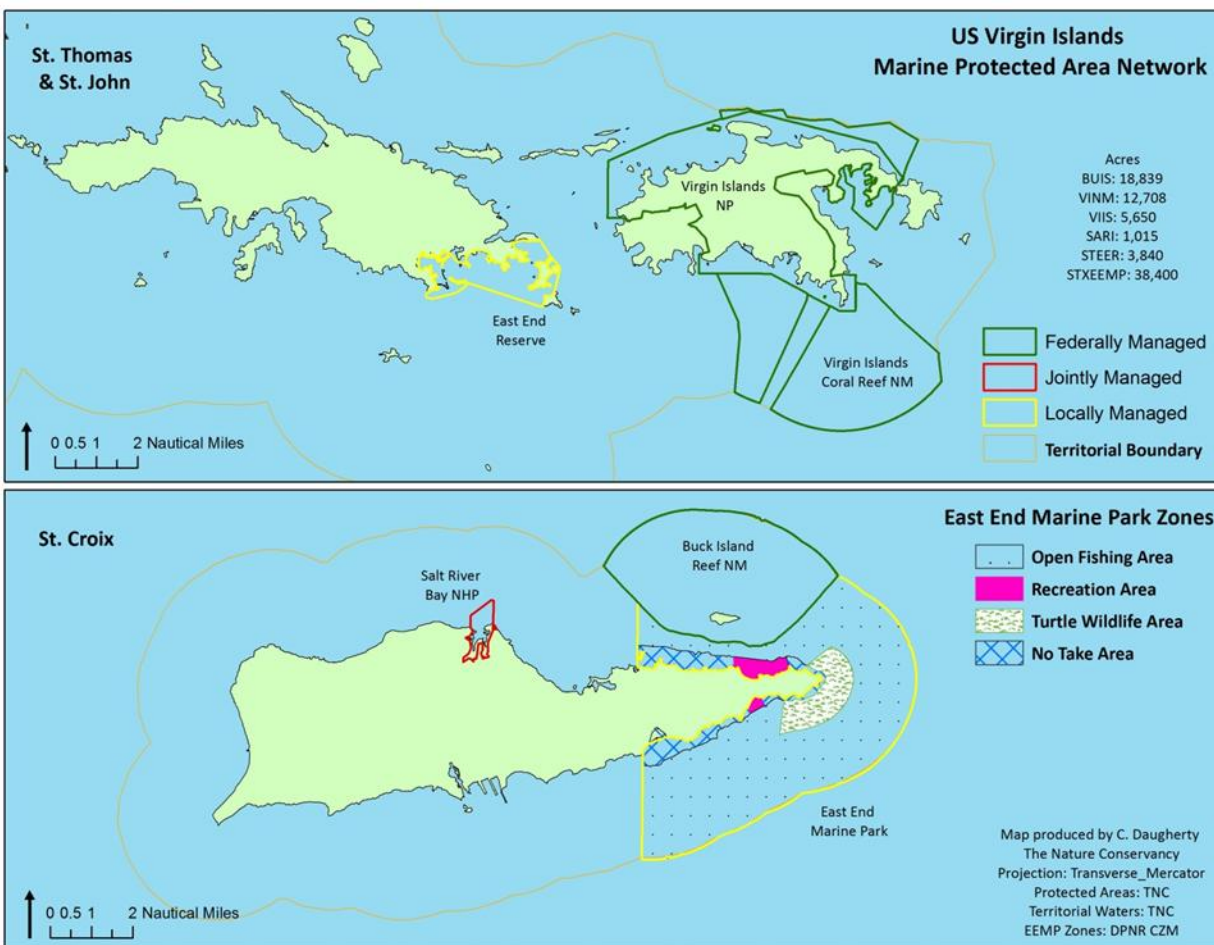 St. Thomas
& St. John
US Virgin Islands
Marine Protected Area Network
Acres
BUIS: 18,839
VINM: 12,708
VIIS: 5,650
SARI: 1,015
STEER: 3,840
STXEEMP: 38,400
Virgin Islands
NP
East End
Reserve
Virgin Islands
Coral Reef NM
Federally Managed
Jointly Managed
Locally Managed
Territorial Boundary
0 0.5 1 2 Nautical Miles
St. Croix
East End Marine Park Zones
Open Fishing Area
Recreation Area
Turtle Wildlife Area
No Take Area
Buck Island
Reef NM
Salt River
Bay NHP
East End
Marine Park
Map produced by C. Daugherty
The Nature Conservancy
Projection: Transverse_Mercator
Protected Areas: TNC
Territorial Waters: TNC
EEMP Zones: DPNR CZM
0 0.5 1 2 Nautical Miles